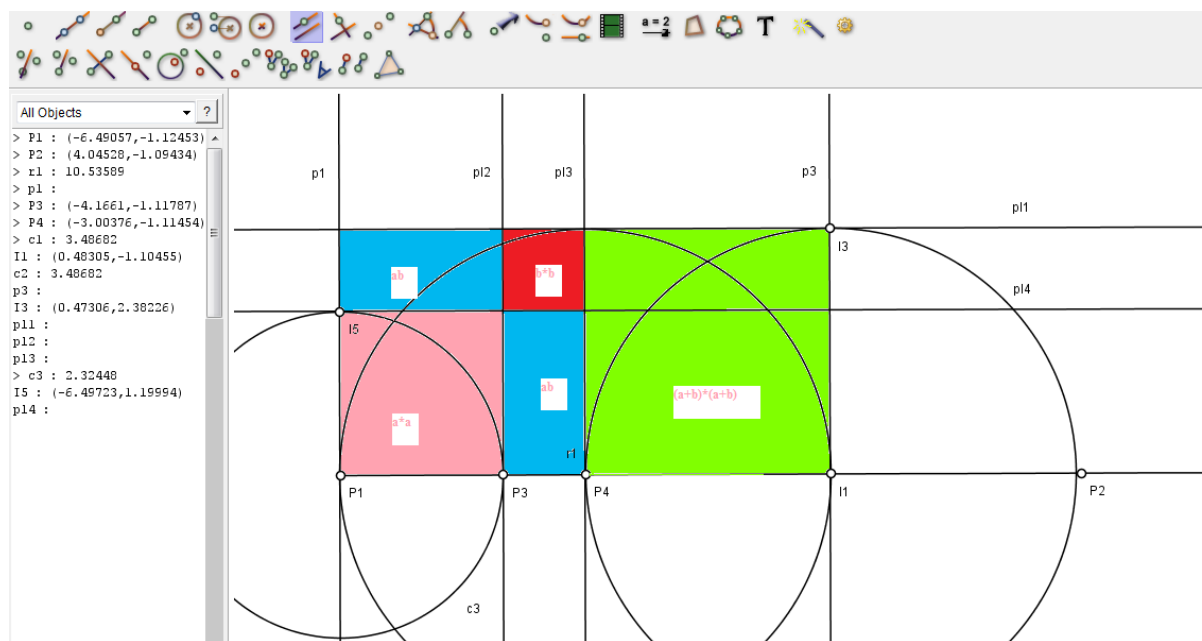 a = 2
T
All Objects
?
> P1 : (-6.49057,-1.12453)
> P2 : (4.04528,-1.09434)
> r1 : 10.53589
> p1 :
> P3 : (-4.1661,-1.11787)
> P4 : (-3.00376,-1.11454)
> c1 : 3.48682
I1 : (0.48305,-1.10455)
c2 : 3.48682
p3 :
I3 : (0.47306,2.38226)
pl1 :
pl2 :
pl3 :
> c3 : 2.32448
I5 : (-6.49723,1.19994)
pl4 :
p1
pl2
pl3
p3
pl1
I3
ab
b*b
pl4
I5
ab
(a+b)*(a+b)
a*a
r1
P1
P3
P4
I1
P2
c3